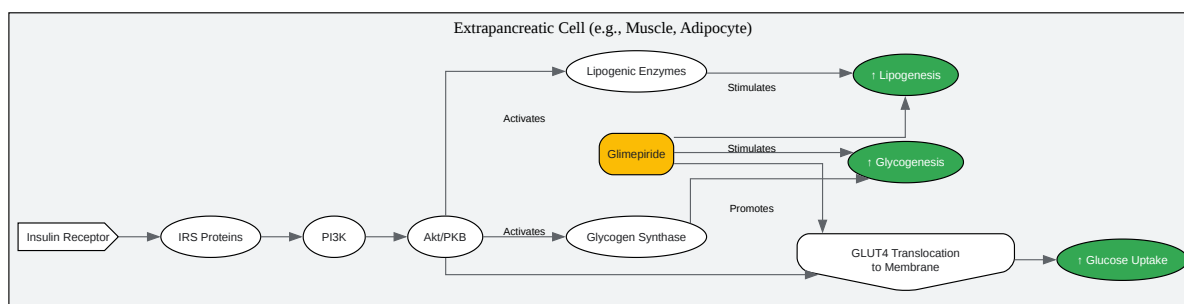 Extrapancreatic Cell (e.g., Muscle, Adipocyte)
Lipogenic Enzymes
↑ Lipogenesis
Stimulates
Activates
Glimepiride
Stimulates
↑ Glycogenesis
Promotes
Insulin Receptor
IRS Proteins
PI3K
Akt/PKB
Activates
Glycogen Synthase
GLUT4 Translocation
to Membrane
↑ Glucose Uptake